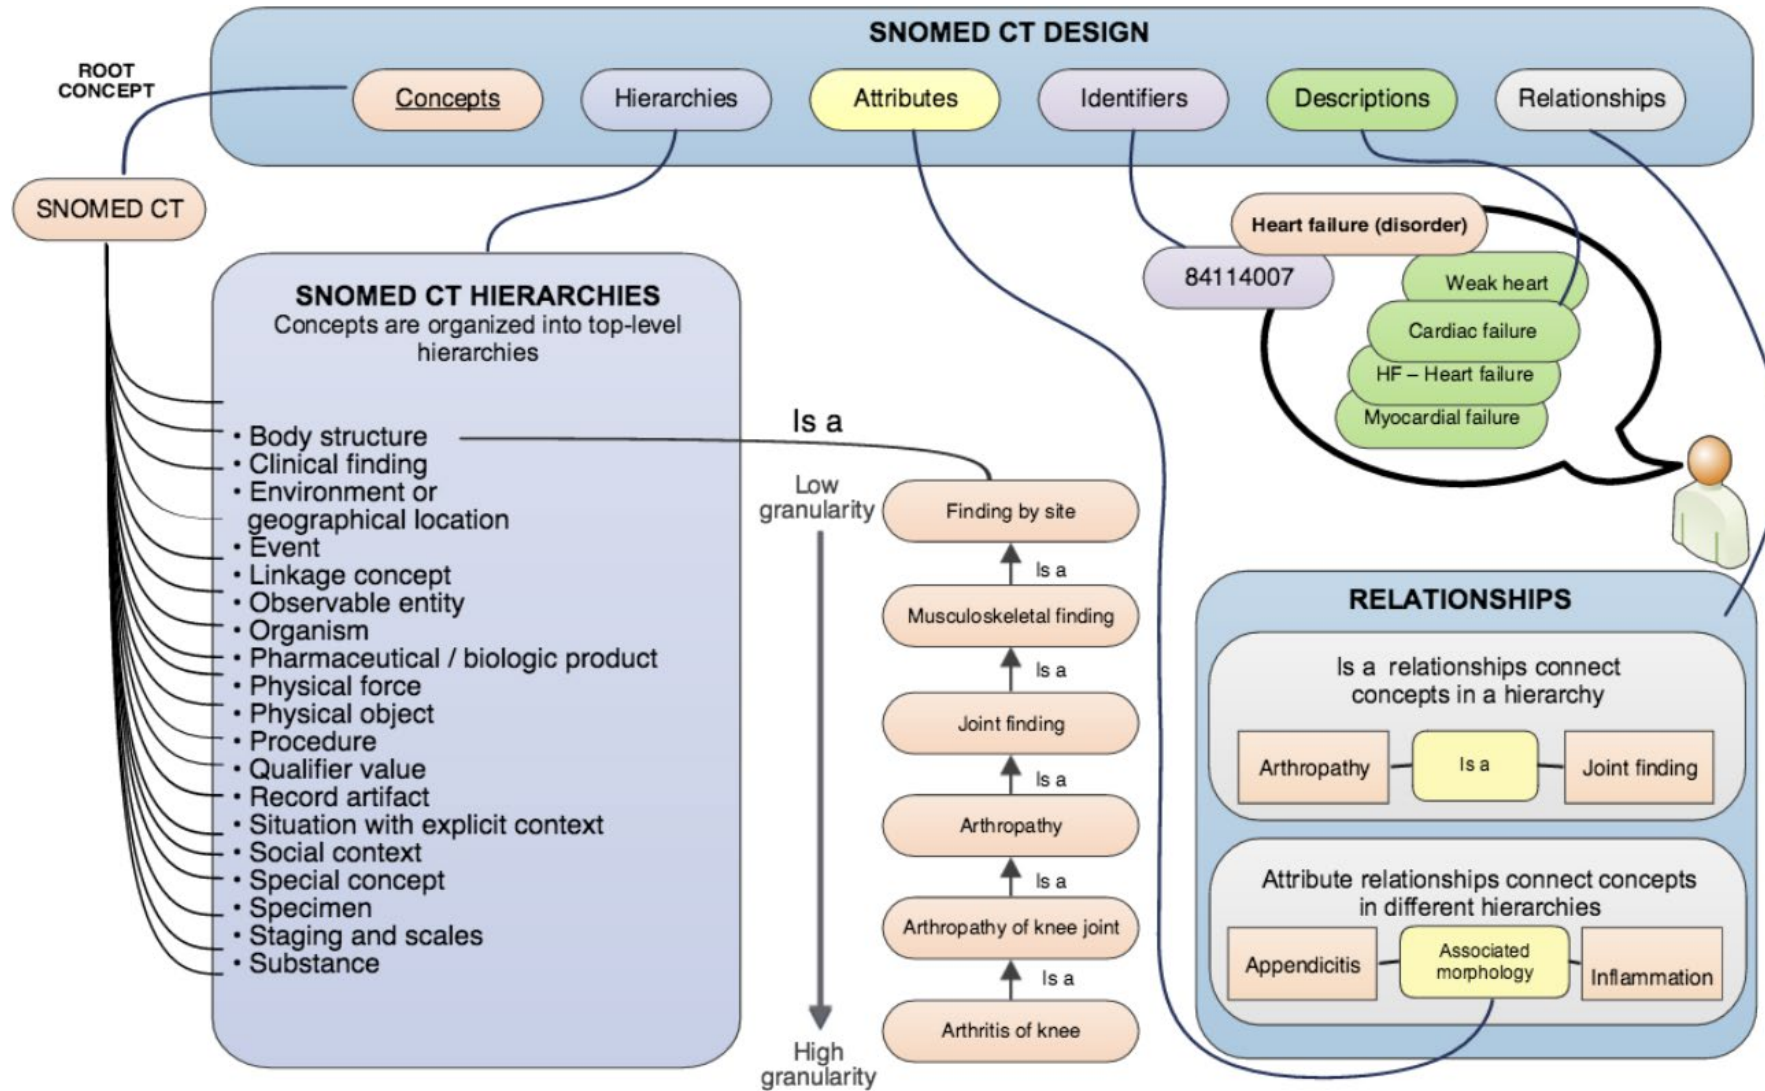 SNOMED CT DESIGN
ROOT
CONCEPT
Concepts
Hierarchies
Attributes
Identifiers
Descriptions
Relationships
SNOMED CT
Heart failure (disorder)
84114007
Weak heart
Cardiac failure
HF – Heart failure
Myocardial failure
SNOMED CT HIERARCHIES
Concepts are organized into top-level
hierarchies
• Body structure
• Clinical finding
• Environment or
geographical location
• Event
• Linkage concept
• Observable entity
• Organism
• Pharmaceutical / biologic product
• Physical force
• Physical object
• Procedure
• Qualifier value
• Record artifact
• Situation with explicit context
• Social context
• Special concept
• Specimen
• Staging and scales
• Substance
Is a
Low
granularity
High
granularity
Finding by site
Is a
Musculoskeletal finding
Is a
Joint finding
Is a
Arthropathy
Is a
Arthropathy of knee joint
Is a
Arthritis of knee
RELATIONSHIPS
Is a relationships connect
concepts in a hierarchy
Arthropathy
Is a
Joint finding
Attribute relationships connect concepts
in different hierarchies
Appendicitis
Associated
morphology
Inflammation